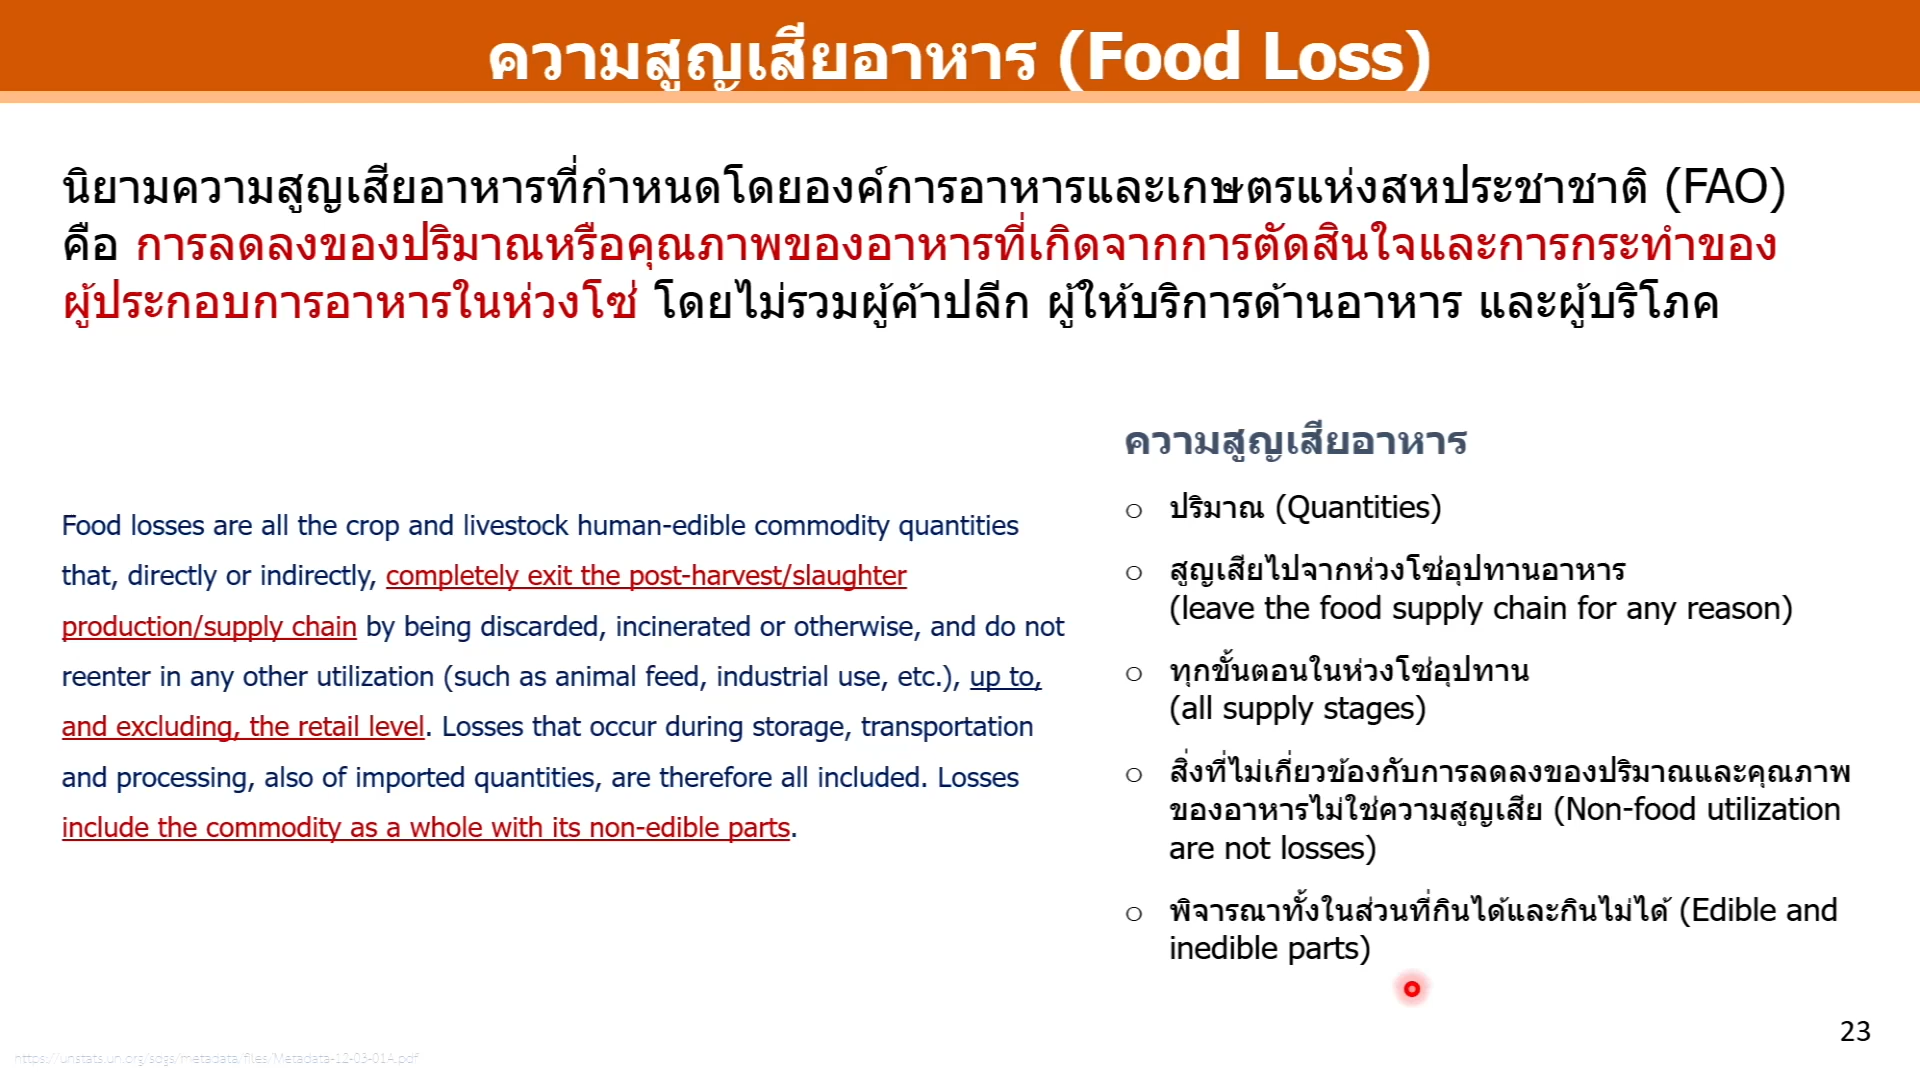 ความสูญเสียอาหาร (Food Loss)
นิยามความสูญเสียอาหารที่กำหนดโดยองค์การอาหารและเกษตรแห่งสหประชาชาติ (FAO)
คือ การลดลงของปริมาณหรือคุณภาพของอาหารที่เกิดจากการตัดสินใจและการกระทำของ
ผู้ประกอบการอาหารในห่วงโซ่ โดยไม่รวมผู้ค้าปลีก ผู้ให้บริการด้านอาหาร และผู้บริโภค
Food losses are all the crop and livestock human-edible commodity quantities
that, directly or indirectly, completely exit the post-harvest/slaughter
production/supply chain by being discarded, incinerated or otherwise, and do not
reenter in any other utilization (such as animal feed, industrial use, etc.), up to,
and excluding, the retail level. Losses that occur during storage, transportation
and processing, also of imported quantities, are therefore all included. Losses
include the commodity as a whole with its non-edible parts.
ความสูญเสียอาหาร
o ปริมาณ (Quantities)
o สูญเสียไปจากห่วงโซ่อุปทานอาหาร
(leave the food supply chain for any reason)
o ทุกขั้นตอนในห่วงโซ่อุปทาน
(all supply stages)
o สิ่งที่ไม่เกี่ยวข้องกับการลดลงของปริมาณและคุณภาพ
ของอาหารไม่ใช่ความสูญเสีย (Non-food utilization
are not losses)
o พิจารณาทั้งในส่วนที่กินได้และกินไม่ได้ (Edible and
inedible parts)
23
https://unstats.un.org/sdgs/metadata/files/Metadata-12-03-01A.pdf